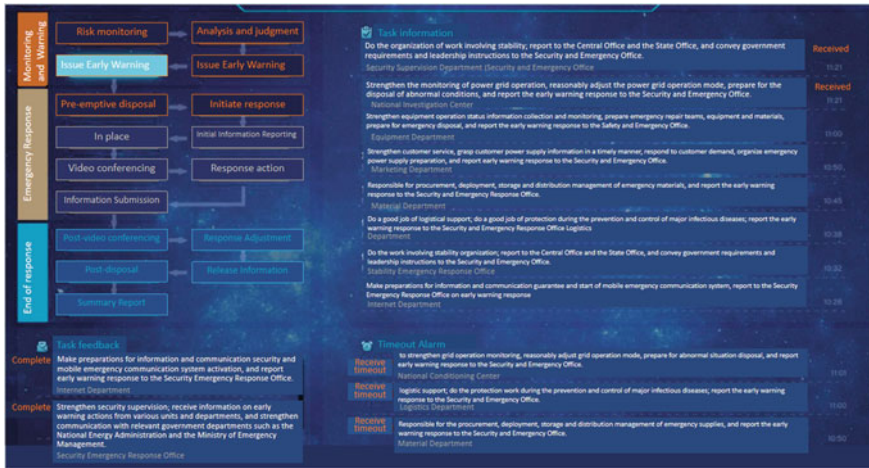 Monitoring and Warning
Risk monitoring
Analysis and judgment
Issue Early Warning
Issue Early Warning
Emergency Response
Pre-emptive disposal
Initiate response
In place
Initial Information Reporting
Video conferencing
Response action
Information Submission
End of response
Post-video conferencing
Response Adjustment
Post-disposal
Release Information
Summary Report
Task information
Do the organization of work involving stability; report to the Central Office and the State Office, and convey government
requirements and leadership instructions to the Security and Emergency Office.
Security Supervision Department (Security and Emergency Office
Received
11:21
Strengthen the monitoring of power grid operation, reasonably adjust the power grid operation mode, prepare for
the disposal of abnormal conditions, and report the early warning response to the Security and Emergency Office.
National Investigation Center
Received
11:21
Strengthen equipment operation status information collection and monitoring, prepare emergency repair teams, equipment and materials,
prepare for emergency disposal, and report the early warning response to the Safety and Emergency Office.
Equipment Department
11:00
Strengthen customer service, grasp customer power supply information in a timely manner, respond to customer demand, organize emergency
power supply preparation, and report early warning response to the Security and Emergency Office.
Marketing Department
10:50
Responsible for procurement, deployment, storage and distribution management of emergency materials, and report the early warning
response to the Security and Emergency Response Office.
Material Department
10:45
Do a good job of logistical support; do a good job of protection during the prevention and control of major infectious diseases; report the early
warning response to the Security and Emergency Response Office Logistics
Department
10:38
Do the work involving stability organization; report to the Central Office and the State Office, and convey government requirements and
leadership instructions to the Security and Emergency Office.
Stability Emergency Response Office
10:32
Make preparations for information and communication guarantee and start of mobile emergency communication system, report to the Security
Emergency Response Office on early warning response
Internet Department
10:28
Task feedback
Complete
Make preparations for information and communication security and
mobile emergency communication system activation, and report
early warning response to the Security Emergency Response Office.
Internet Department
Complete
Strengthen security supervision; receive information on early
warning actions from various units and departments, and strengthen
communication with relevant government departments such as the
National Energy Administration and the Ministry of Emergency
Management.
Security Emergency Response Office
Timeout Alarm
Receive timeout
to strengthen grid operation monitoring, reasonably adjust grid operation mode, prepare for abnormal situation disposal, and report
early warning response to the Security and Emergency Office.
National Conditioning Center
11:01
Receive timeout
logistic support; do the protection work during the prevention and control of major infectious diseases; report the early
warning response to the Security and Emergency Office.
Logistics Department
11:00
Receive timeout
Responsible for the procurement, deployment, storage and distribution management of emergency supplies, and report the early
warning response to the Security and Emergency Office.
Material Department
10:50